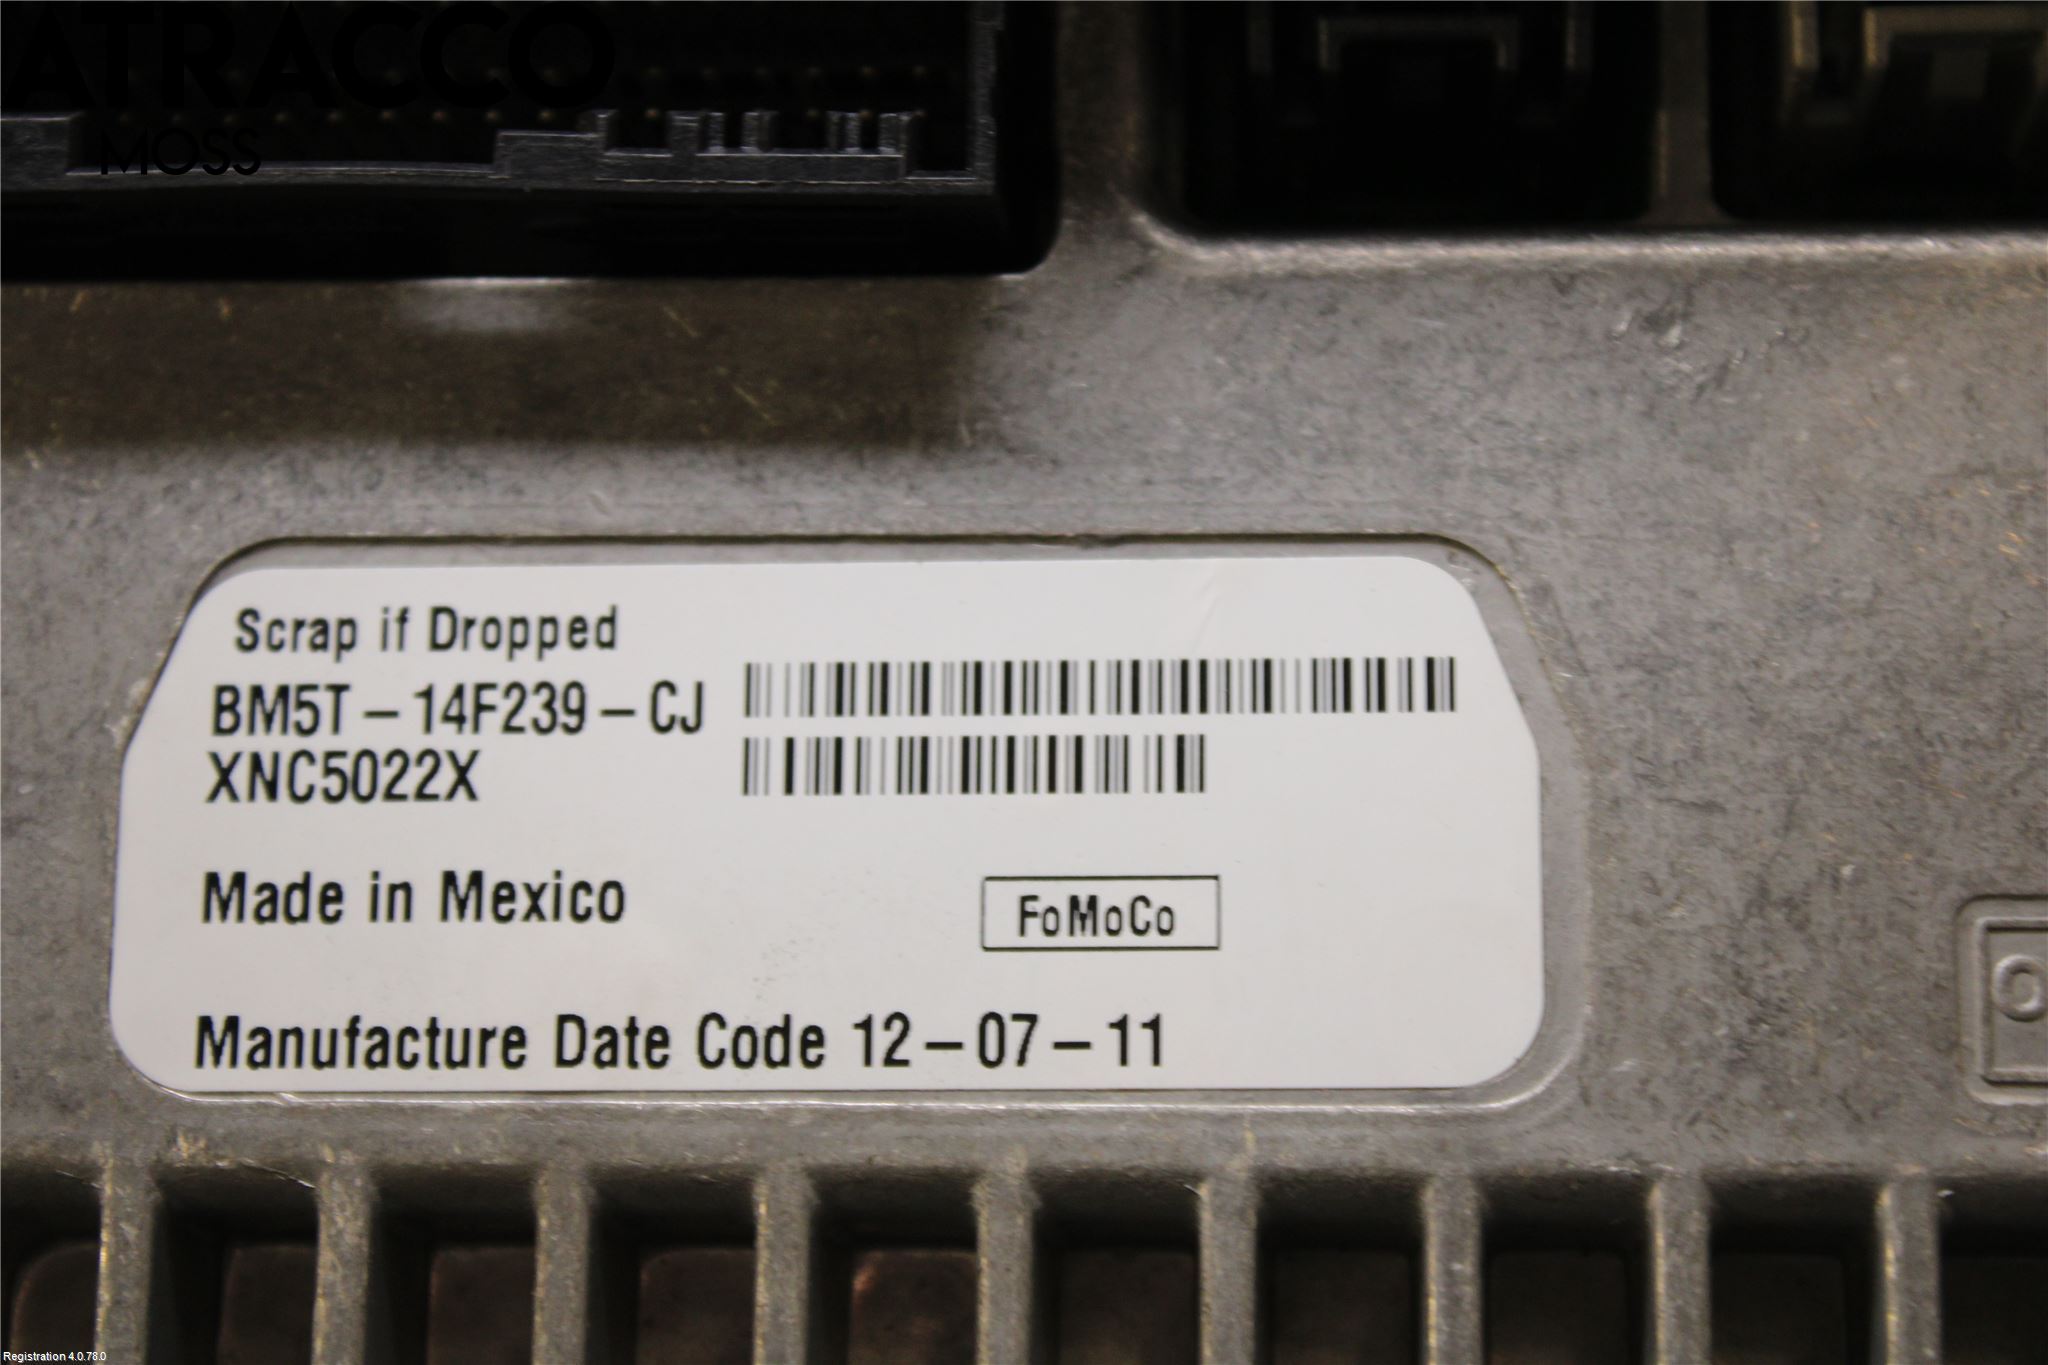 ATRACCO
MOSS
Scrap if Dropped
BM5T-14F239-CJ
XNC5022X
Made in Mexico
FoMoCo
Manufacture Date Code 12-07-11
Registration 4.0.78.0